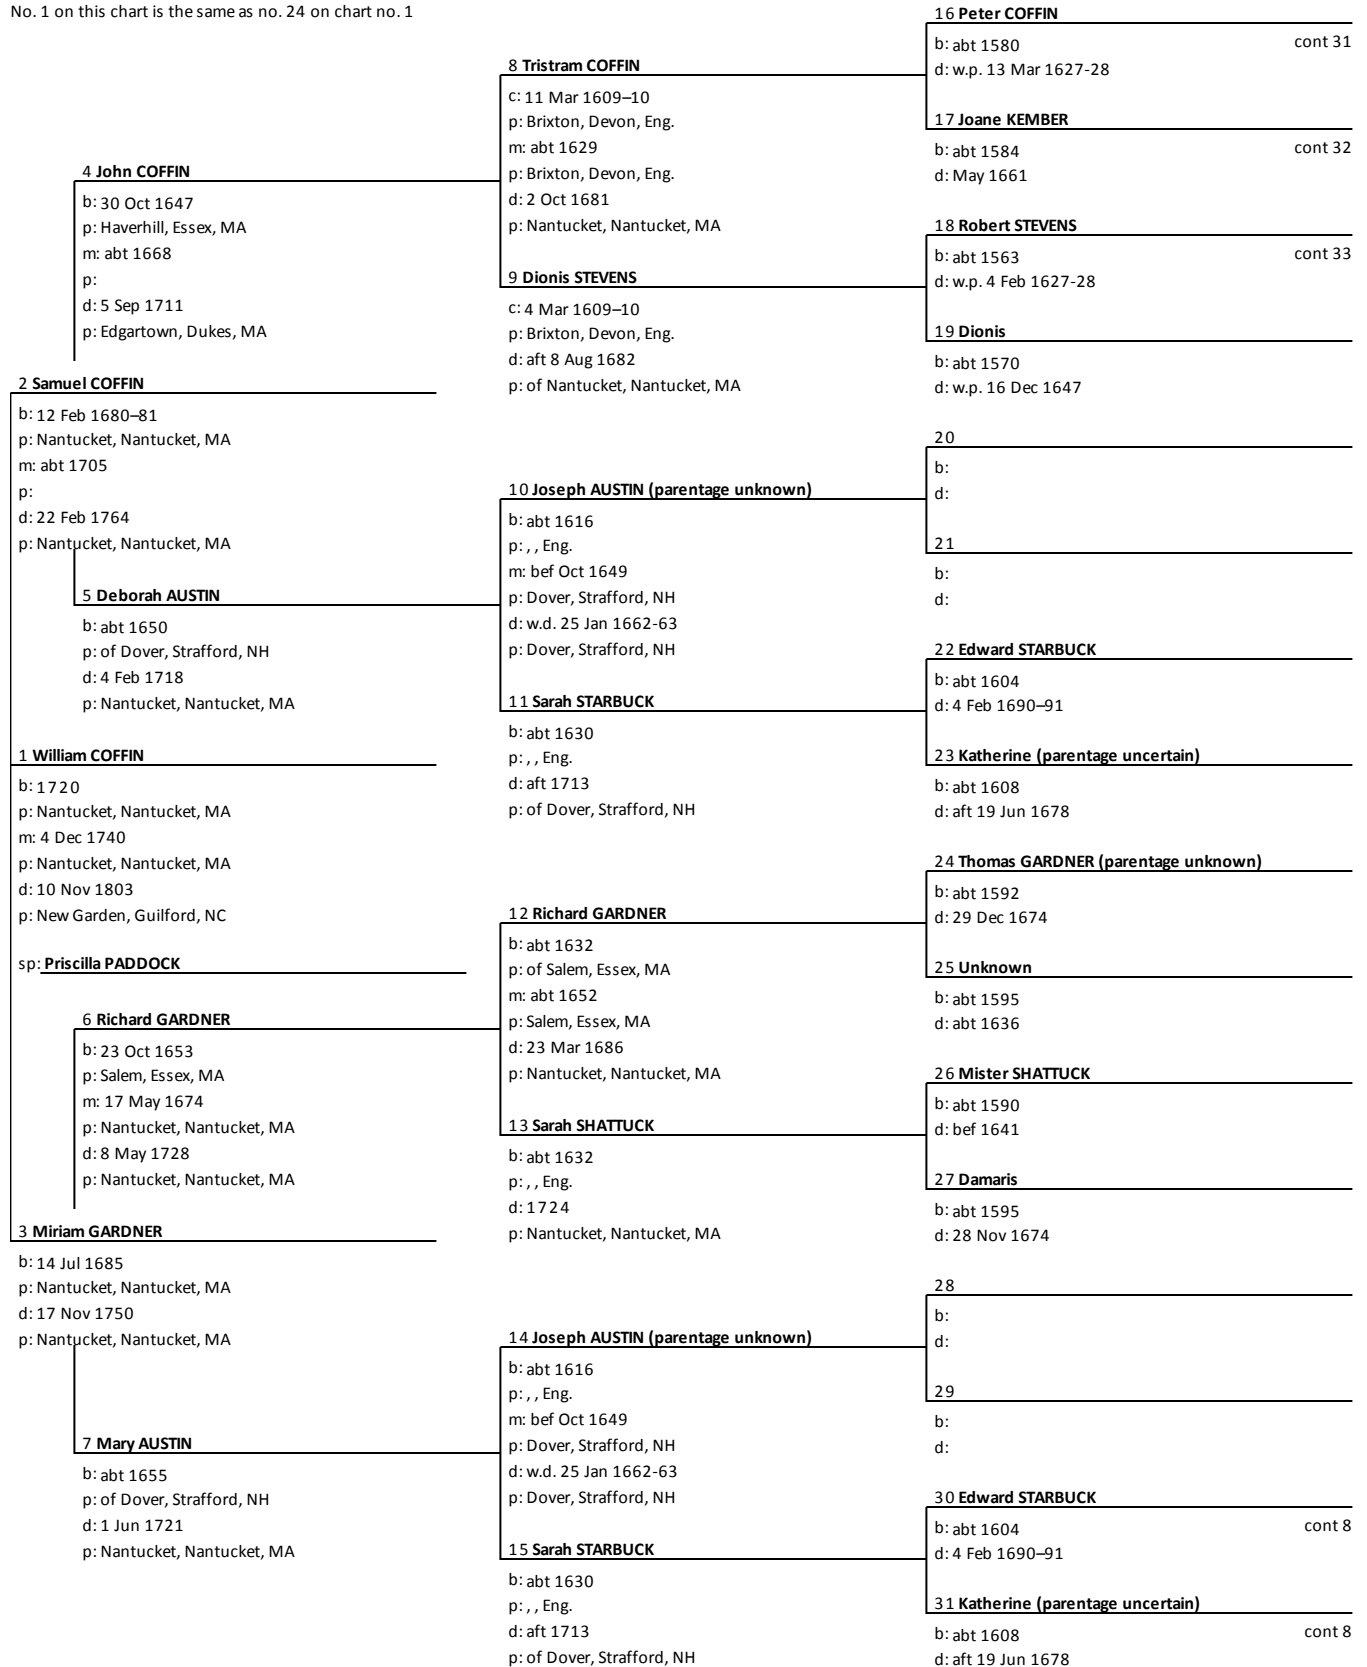 No. 1 on this chart is the same as no. 24 on chart no. 1
16 Peter COFFIN
b: abt 1580 cont 31
d: w.p. 13 Mar 1627-28
8 Tristram COFFIN
c: 11 Mar 1609–10
p: Brixton, Devon, Eng.
m: abt 1629
p: Brixton, Devon, Eng.
d: 2 Oct 1681
p: Nantucket, Nantucket, MA
17 Joane KEMBER
b: abt 1584 cont 32
d: May 1661
4 John COFFIN
b: 30 Oct 1647
p: Haverhill, Essex, MA
m: abt 1668
p:
d: 5 Sep 1711
p: Edgartown, Dukes, MA
18 Robert STEVENS
b: abt 1563 cont 33
d: w.p. 4 Feb 1627-28
9 Dionis STEVENS
c: 4 Mar 1609–10
p: Brixton, Devon, Eng.
d: aft 8 Aug 1682
p: of Nantucket, Nantucket, MA
19 Dionis
b: abt 1570
d: w.p. 16 Dec 1647
2 Samuel COFFIN
b: 12 Feb 1680–81
p: Nantucket, Nantucket, MA
m: abt 1705
p:
d: 22 Feb 1764
p: Nantucket, Nantucket, MA
20
b:
d:
10 Joseph AUSTIN (parentage unknown)
b: abt 1616
p: , , Eng.
m: bef Oct 1649
p: Dover, Strafford, NH
d: w.d. 25 Jan 1662-63
p: Dover, Strafford, NH
21
b:
d:
5 Deborah AUSTIN
b: abt 1650
p: of Dover, Strafford, NH
d: 4 Feb 1718
p: Nantucket, Nantucket, MA
22 Edward STARBUCK
b: abt 1604
d: 4 Feb 1690–91
11 Sarah STARBUCK
b: abt 1630
p: , , Eng.
d: aft 1713
p: of Dover, Strafford, NH
23 Katherine (parentage uncertain)
b: abt 1608
d: aft 19 Jun 1678
1 William COFFIN
b: 1720
p: Nantucket, Nantucket, MA
m: 4 Dec 1740
p: Nantucket, Nantucket, MA
d: 10 Nov 1803
p: New Garden, Guilford, NC
sp: Priscilla PADDOCK
24 Thomas GARDNER (parentage unknown)
b: abt 1592
d: 29 Dec 1674
12 Richard GARDNER
b: abt 1632
p: of Salem, Essex, MA
m: abt 1652
p: Salem, Essex, MA
d: 23 Mar 1686
p: Nantucket, Nantucket, MA
25 Unknown
b: abt 1595
d: abt 1636
6 Richard GARDNER
b: 23 Oct 1653
p: Salem, Essex, MA
m: 17 May 1674
p: Nantucket, Nantucket, MA
d: 8 May 1728
p: Nantucket, Nantucket, MA
26 Mister SHATTUCK
b: abt 1590
d: bef 1641
13 Sarah SHATTUCK
b: abt 1632
p: , , Eng.
d: 1724
p: Nantucket, Nantucket, MA
27 Damaris
b: abt 1595
d: 28 Nov 1674
3 Miriam GARDNER
b: 14 Jul 1685
p: Nantucket, Nantucket, MA
d: 17 Nov 1750
p: Nantucket, Nantucket, MA
28
b:
d:
14 Joseph AUSTIN (parentage unknown)
b: abt 1616
p: , , Eng.
m: bef Oct 1649
p: Dover, Strafford, NH
d: w.d. 25 Jan 1662-63
p: Dover, Strafford, NH
29
b:
d:
7 Mary AUSTIN
b: abt 1655
p: of Dover, Strafford, NH
d: 1 Jun 1721
p: Nantucket, Nantucket, MA
30 Edward STARBUCK
b: abt 1604 cont 8
d: 4 Feb 1690–91
15 Sarah STARBUCK
b: abt 1630
p: , , Eng.
d: aft 1713
p: of Dover, Strafford, NH
31 Katherine (parentage uncertain)
b: abt 1608 cont 8
d: aft 19 Jun 1678